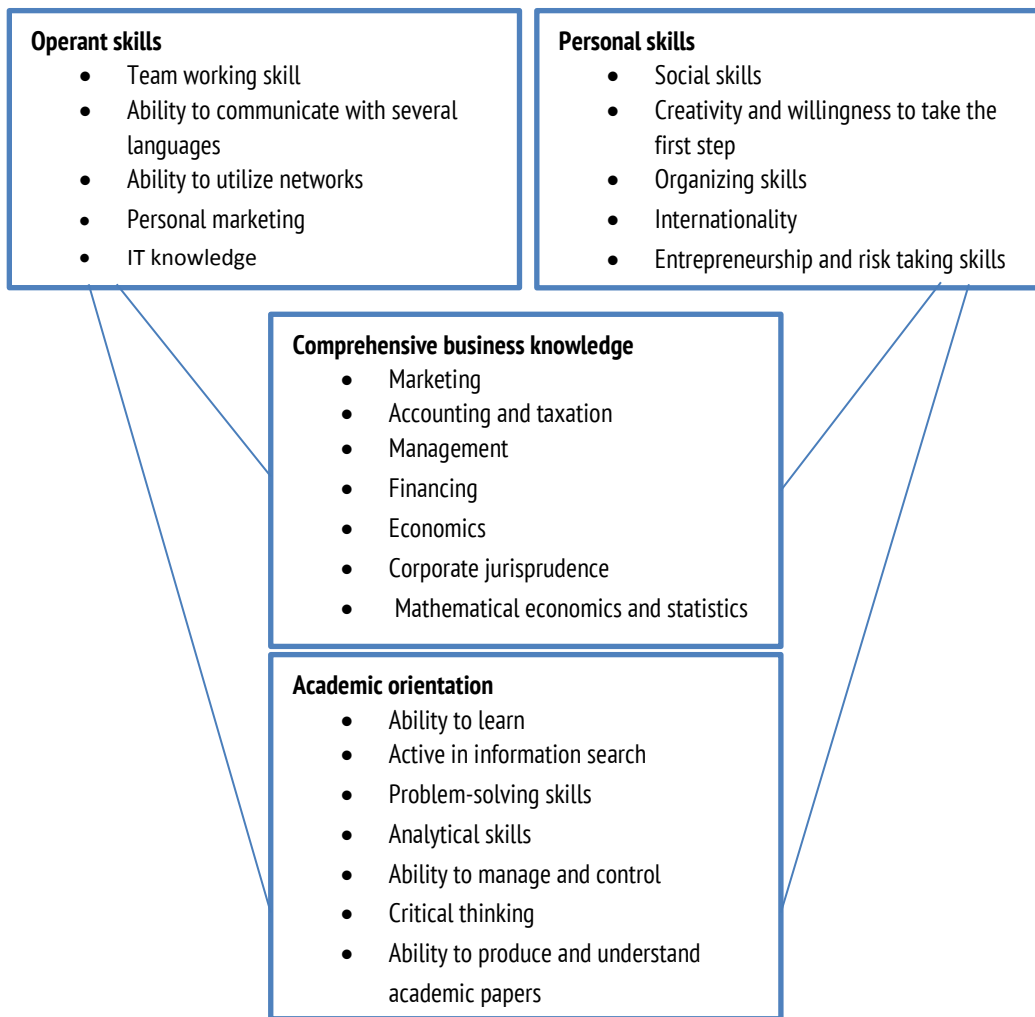 Operant skills
• Team working skill
• Ability to communicate with several
languages
• Ability to utilize networks
• Personal marketing
• IT knowledge
Personal skills
• Social skills
• Creativity and willingness to take the
first step
• Organizing skills
• Internationality
• Entrepreneurship and risk taking skills
Comprehensive business knowledge
• Marketing
• Accounting and taxation
• Management
• Financing
• Economics
• Corporate jurisprudence
• Mathematical economics and statistics
Academic orientation
• Ability to learn
• Active in information search
• Problem-solving skills
• Analytical skills
• Ability to manage and control
• Critical thinking
• Ability to produce and understand
academic papers